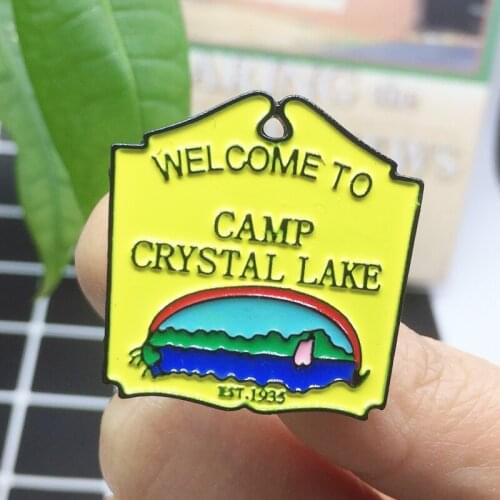 WELCOME TO
CAMP
CRYSTAL LAKE
EST.1935